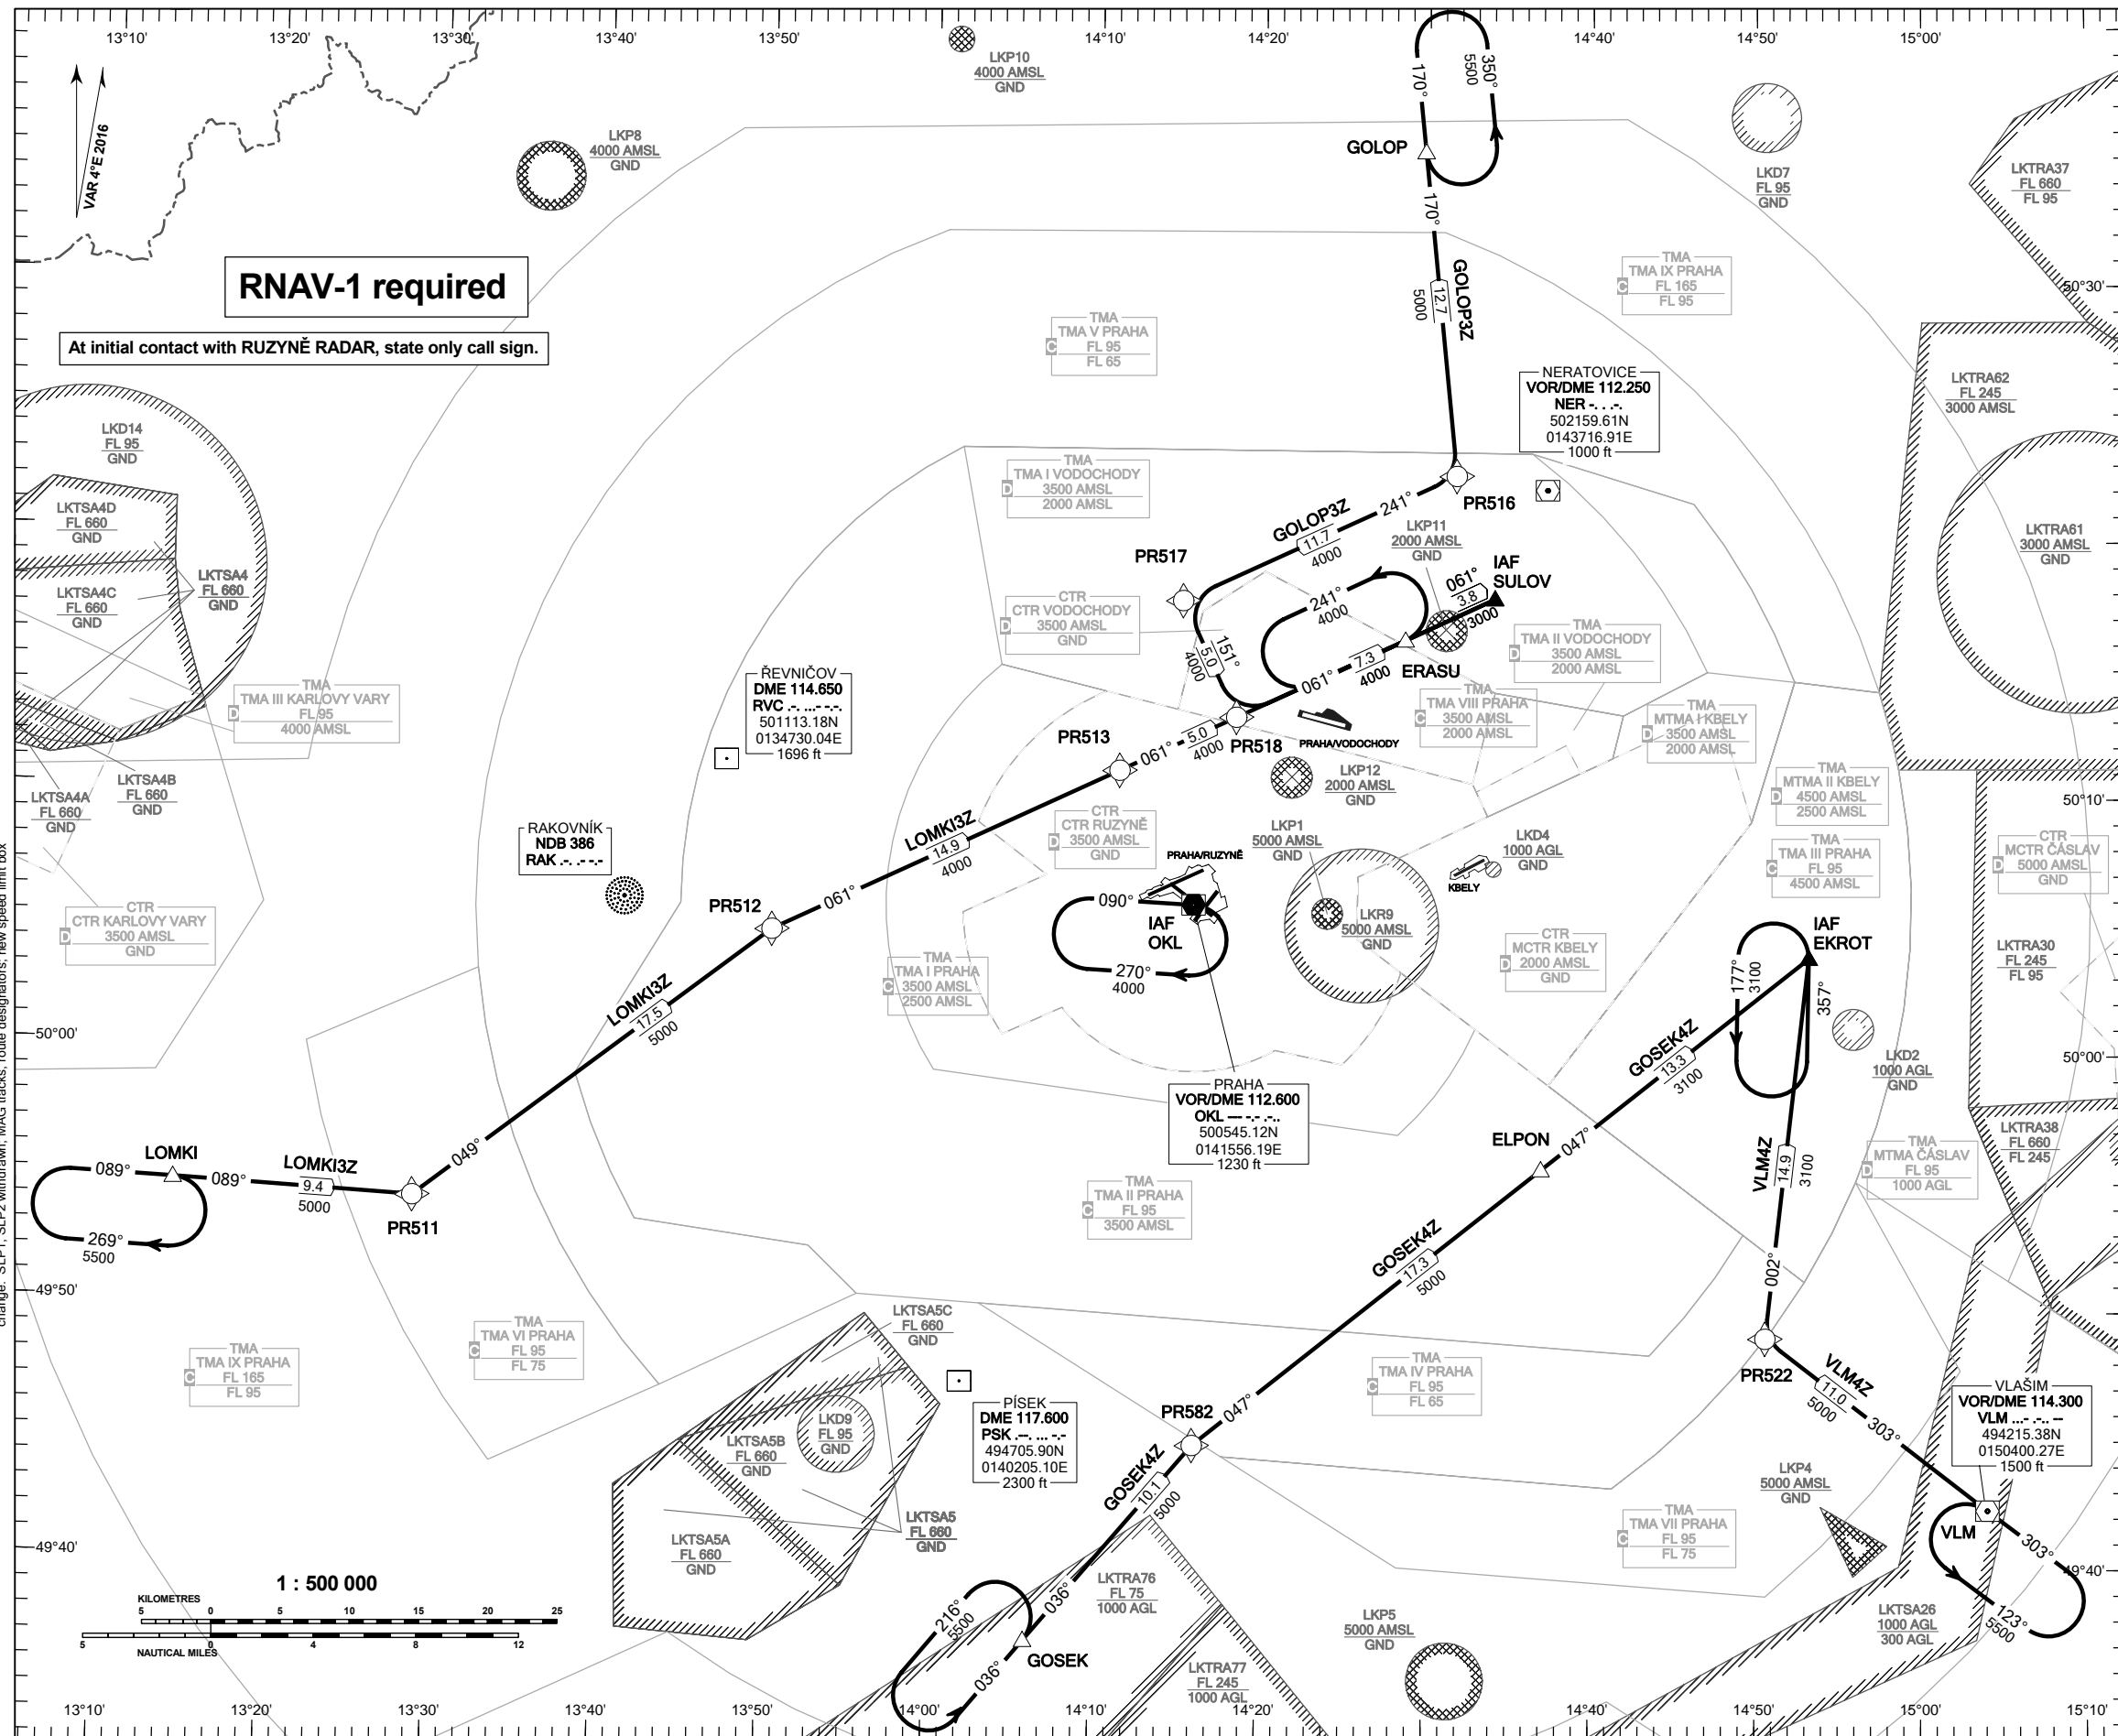 13°10'
13°20'
13°30'
13°40'
13°50'
14°10'
14°20'
14°40'
14°50'
15°00'
VAR 4°E 2016
LKP10
4000 AMSL
GND
LKP8
4000 AMSL
GND
170°
350°
5500
GOLOP
170°
GOLOP3Z
12.7
5000
LKD7
FL 95
GND
LKTRA37
FL 660
FL 95
RNAV-1 required
At initial contact with RUZYNĚ RADAR, state only call sign.
TMA
TMA IX PRAHA
C
FL 165
FL 95
50°30'
TMA
TMA V PRAHA
C
FL 95
FL 65
NERATOVICE
VOR/DME 112.250
NER -. . .-.
502159.61N
0143716.91E
1000 ft
LKTRA62
FL 245
3000 AMSL
LKD14
FL 95
GND
LKTSA4D
FL 660
GND
LKTSA4C
FL 660
GND
LKTSA4
FL 660
GND
TMA
TMA I VODOCHODY
D
3500 AMSL
2000 AMSL
PR516
241°
GOLOP3Z
11.7
4000
LKP11
2000 AMSL
GND
LKTRA61
3000 AMSL
GND
PR517
IAF
SULOV
061°
3.8
3000
241°
4000
CTR
CTR VODOCHODY
D
3500 AMSL
GND
151°
5.0
4000
061°
7.3
4000
ERASU
TMA
TMA II VODOCHODY
D
3500 AMSL
2000 AMSL
TMA
TMA III KARLOVY VARY
D
FL 95
4000 AMSL
ŘEVNIČOV
DME 114.650
RVC .-. ...- -.-.
501113.18N
0134730.04E
1696 ft
TMA
TMA VIII PRAHA
C
3500 AMSL
2000 AMSL
TMA
MTMA I KBELY
D
3500 AMSL
2000 AMSL
PR513
061°
5.0
4000
PR518
PRAHA/VODOCHODY
LKTSA4A
FL 660
GND
LKTSA4B
FL 660
GND
LKP12
2000 AMSL
GND
TMA
MTMA II KBELY
D
4500 AMSL
2500 AMSL
50°10'
RAKOVNÍK
NDB 386
RAK .-. .- -.-
LOMKI3Z
14.9
4000
CTR
CTR RUZYNĚ
D
3500 AMSL
GND
LKP1
5000 AMSL
GND
LKD4
1000 AGL
GND
KBELY
TMA
TMA III PRAHA
C
FL 95
4500 AMSL
CTR
MCTR ČÁSLAV
D
5000 AMSL
GND
PRAHA/RUZYNĚ
PR512
061°
090°
IAF
OKL
270°
4000
LKR9
5000 AMSL
GND
CTR
CTR KARLOVY VARY
D
3500 AMSL
GND
CTR
MCTR KBELY
D
2000 AMSL
GND
IAF
EKROT
177°
3100
357°
LKTRA30
FL 245
FL 95
TMA
TMA I PRAHA
C
3500 AMSL
2500 AMSL
LOMKI3Z
17.5
5000
50°00'
50°00'
GOSEK4Z
13.3
3100
LKD2
1000 AGL
GND
PRAHA
VOR/DME 112.600
OKL --- -.- .-..
500545.12N
0141556.19E
1230 ft
ELPON
047°
LKTRA38
FL 660
FL 245
LOMKI
089°
089°
LOMKI3Z
9.4
5000
049°
PR511
269°
5500
VLM4Z
14.9
3100
TMA
MTMA ČÁSLAV
D
FL 95
1000 AGL
TMA
TMA II PRAHA
C
FL 95
3500 AMSL
GOSEK4Z
17.3
5000
002°
49°50'
LKTSA5C
FL 660
GND
TMA
TMA VI PRAHA
C
FL 95
FL 75
TMA
TMA IX PRAHA
C
FL 165
FL 95
TMA
TMA IV PRAHA
C
FL 95
FL 65
PR522
VLM4Z
11.0
5000
303°
VLAŠIM
VOR/DME 114.300
VLM ...- .-.. --
494215.38N
0150400.27E
1500 ft
PÍSEK
DME 117.600
PSK .--. ... -.-
494705.90N
0140205.10E
2300 ft
PR582
047°
LKD9
FL 95
GND
LKTSA5B
FL 660
GND
GOSEK4Z
10.1
5000
LKP4
5000 AMSL
GND
LKTSA5
FL 660
GND
LKTSA5A
FL 660
GND
TMA
TMA VII PRAHA
C
FL 95
FL 75
VLM
303°
49°40'
49°40'
1 : 500 000
KILOMETRES
5 0 5 10 15 20 25
5 0 4 8 12
NAUTICAL MILES
LKTRA76
FL 75
1000 AGL
216°
5500
036°
036°
GOSEK
LKP5
5000 AMSL
GND
LKTSA26
1000 AGL
300 AGL
123°
5500
LKTRA77
FL 245
1000 AGL
13°10'
13°20'
13°30'
13°40'
13°50'
14°00'
14°10'
14°20'
14°40'
14°50'
15°00'
15°10'
change: SLP1, SLP2 withdrawn; MAG tracks; route designators; new speed limit box